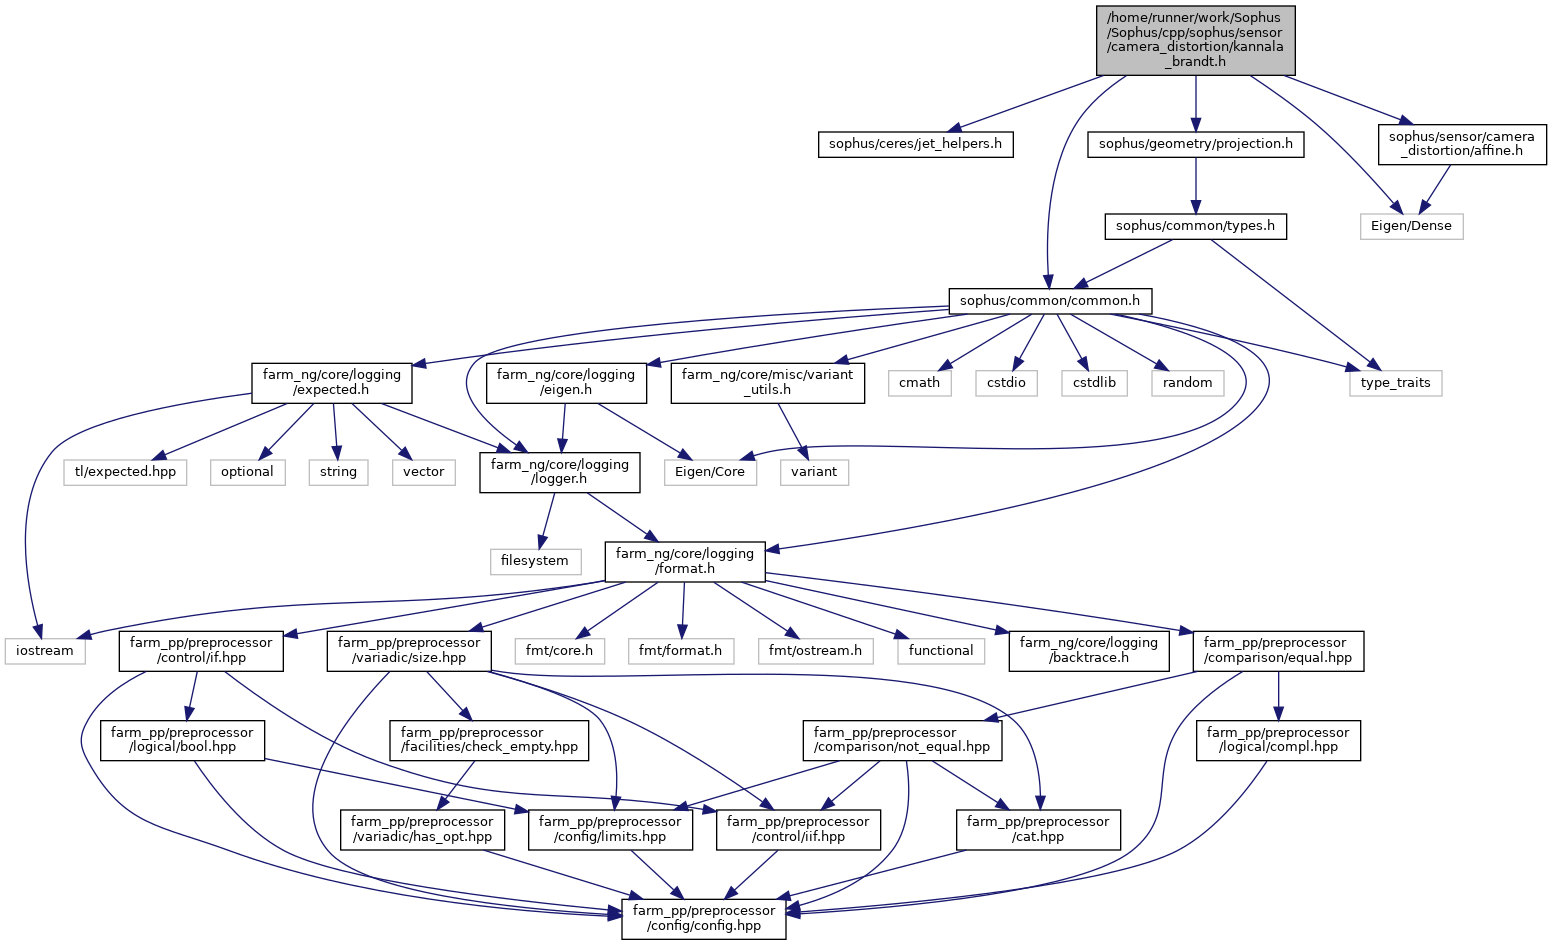 /home/runner/work/Sophus
/Sophus/cpp/sophus/sensor
/camera_distortion/kannala
_brandt.h
sophus/ceres/jet_helpers.h
sophus/geometry/projection.h
sophus/sensor/camera
_distortion/affine.h
sophus/common/types.h
Eigen/Dense
sophus/common/common.h
farm_ng/core/logging
/expected.h
farm_ng/core/logging
/eigen.h
farm_ng/core/misc/variant
_utils.h
cmath
cstdio
cstdlib
random
type_traits
tl/expected.hpp
optional
string
vector
farm_ng/core/logging
/logger.h
Eigen/Core
variant
filesystem
farm_ng/core/logging
/format.h
iostream
farm_pp/preprocessor
/control/if.hpp
farm_pp/preprocessor
/variadic/size.hpp
fmt/core.h
fmt/format.h
fmt/ostream.h
functional
farm_ng/core/logging
/backtrace.h
farm_pp/preprocessor
/comparison/equal.hpp
farm_pp/preprocessor
/logical/bool.hpp
farm_pp/preprocessor
/facilities/check_empty.hpp
farm_pp/preprocessor
/comparison/not_equal.hpp
farm_pp/preprocessor
/logical/compl.hpp
farm_pp/preprocessor
/variadic/has_opt.hpp
farm_pp/preprocessor
/config/limits.hpp
farm_pp/preprocessor
/control/iif.hpp
farm_pp/preprocessor
/cat.hpp
farm_pp/preprocessor
/config/config.hpp